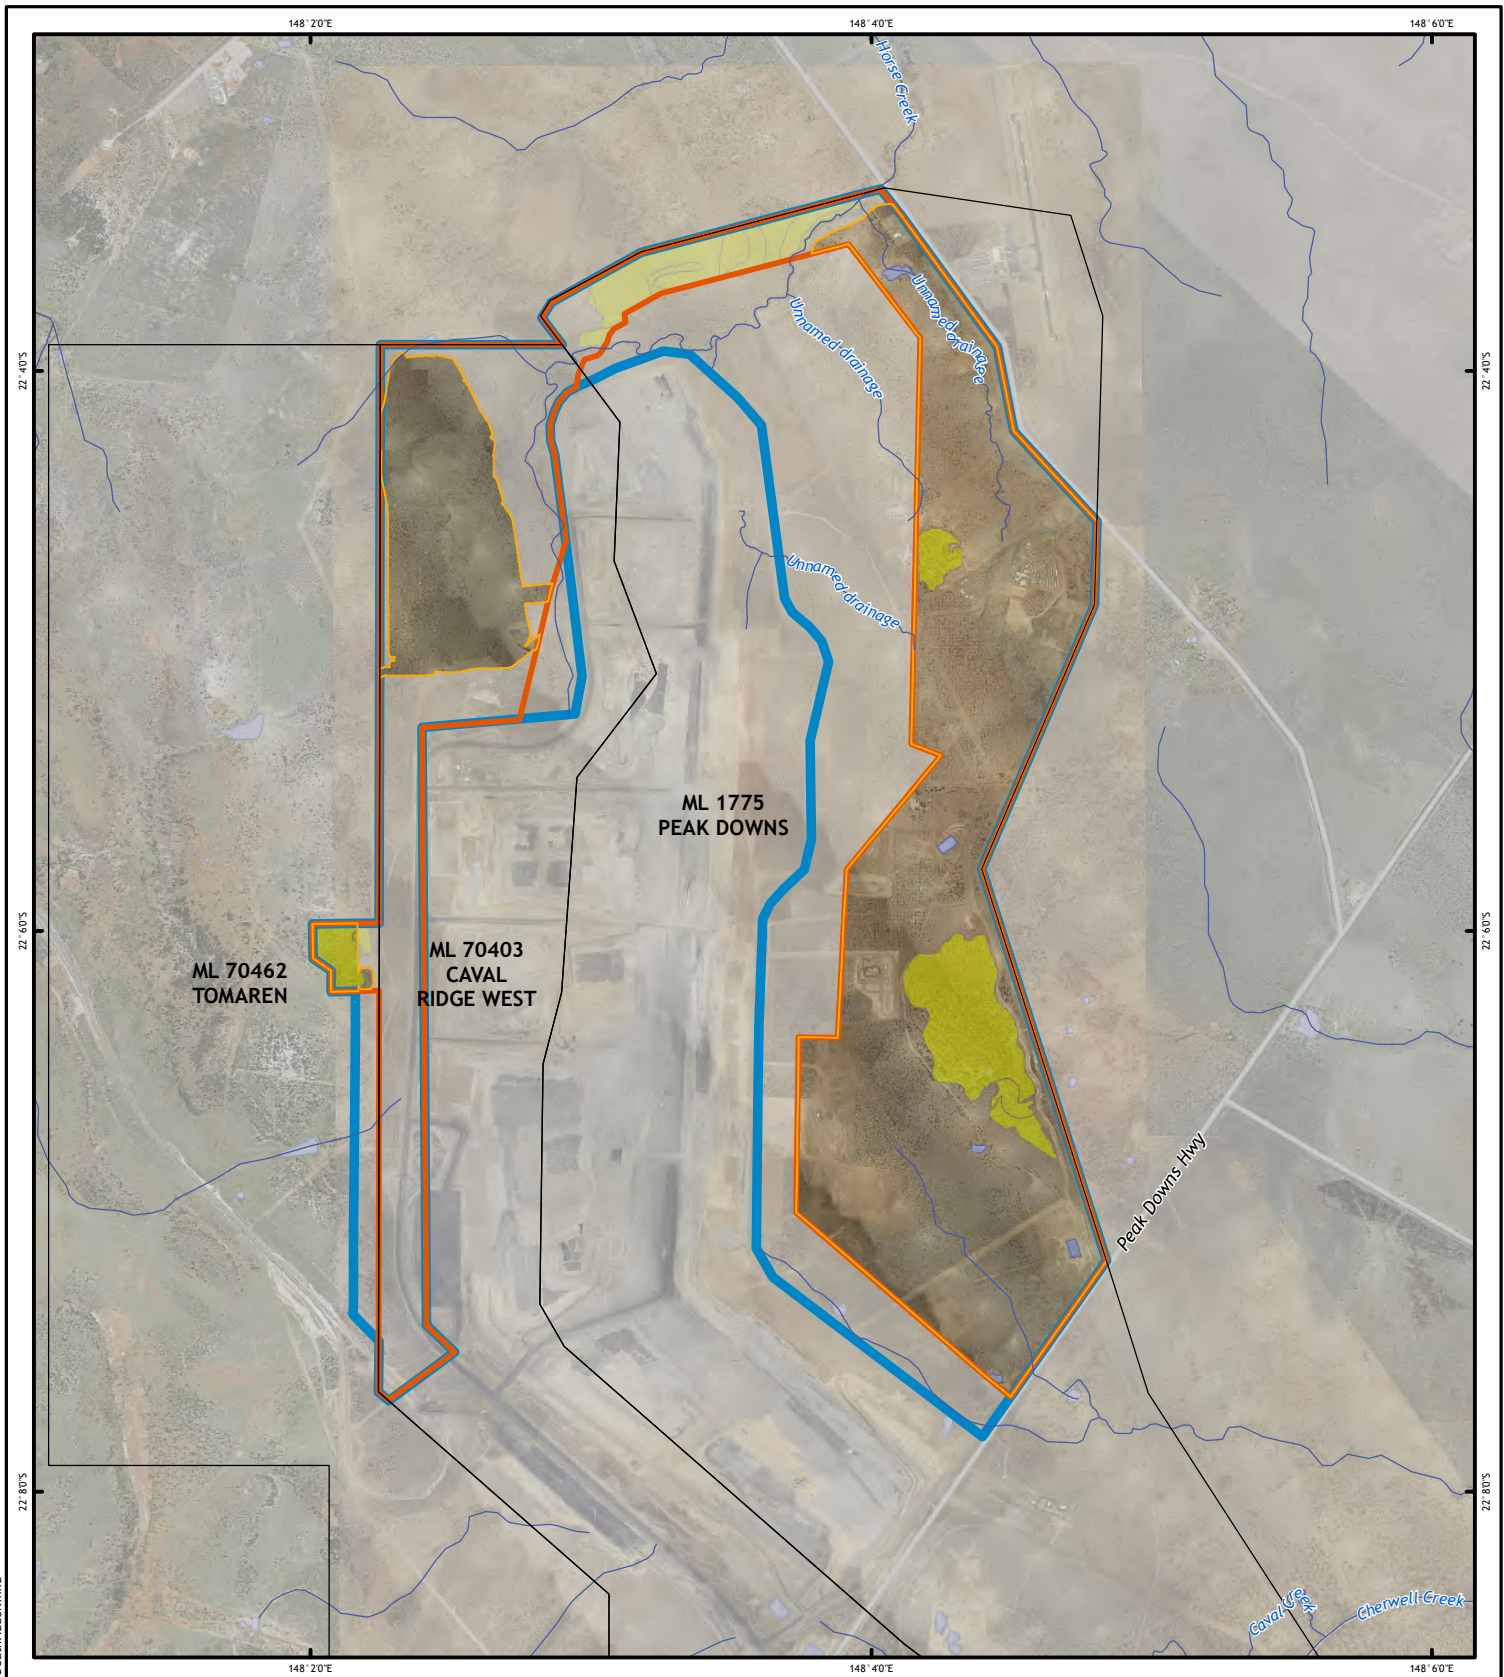 148°2'0"E
148°4'0"E
148°6'0"E
Horse Creek
Unnamed drainage
Unnamed drainage
22°4'0"S
22°4'0"S
Unnamed drainage
ML 1775
PEAK DOWNS
22°6'0"S
22°6'0"S
ML 70462
TOMAREN
ML 70403
CAVAL
RIDGE WEST
Peak Downs Hwy
22°8'0"S
22°8'0"S
Caval Creek
Cherwell Creek
148°2'0"E
148°4'0"E
148°6'0"E